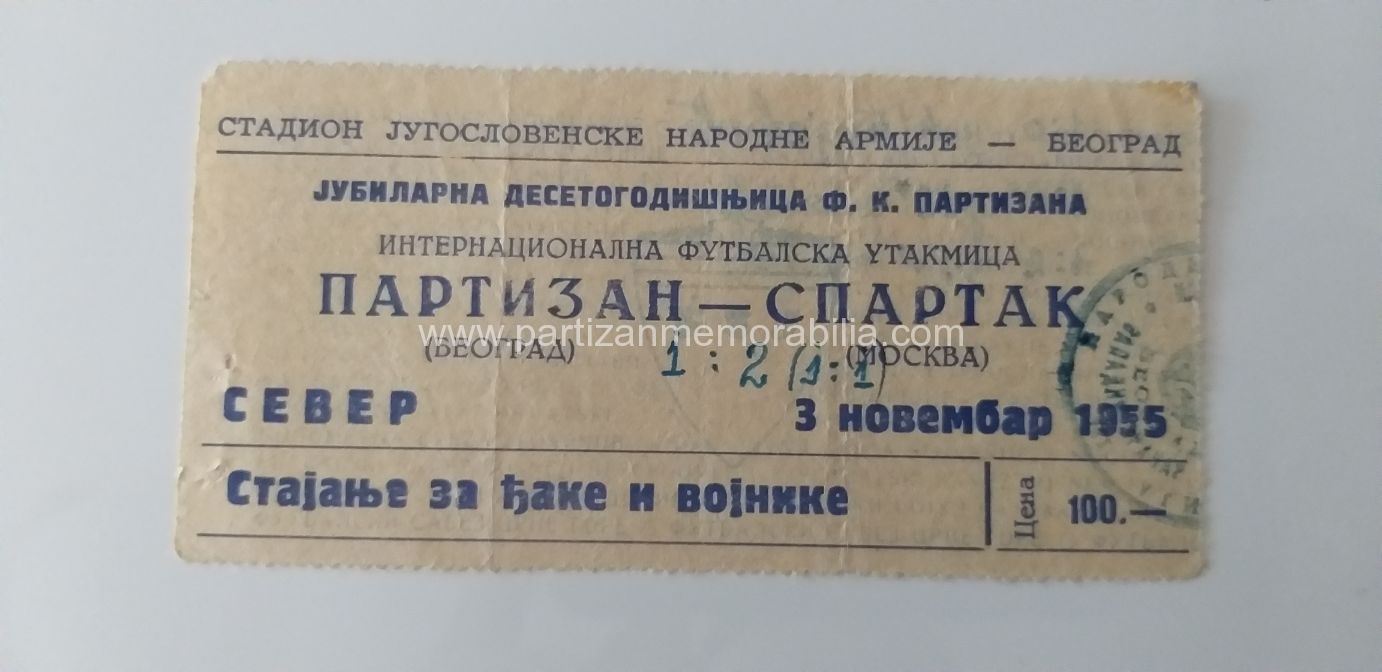 СТАДИОН ЈУГОСЛОВЕНСКЕ НАРОДНЕ АРМИЈЕ — БЕОГРАД
ЈУБИЛАРНА ДЕСЕТОГОДИШЊИЦА Ф. К. ПАРТИЗАНА
ИНТЕРНАЦИОНАЛНА ФУТБАЛСКА УТАКМИЦА
ПАРТИЗАН — СПАРТАК
www.partizanmemorabilia.com
(БЕОГРАД) 1:2 (1:1) (МОСКВА)
СЕВЕР 3 новембар 1955
Стајање за ђаке и војнике Цена 100.—